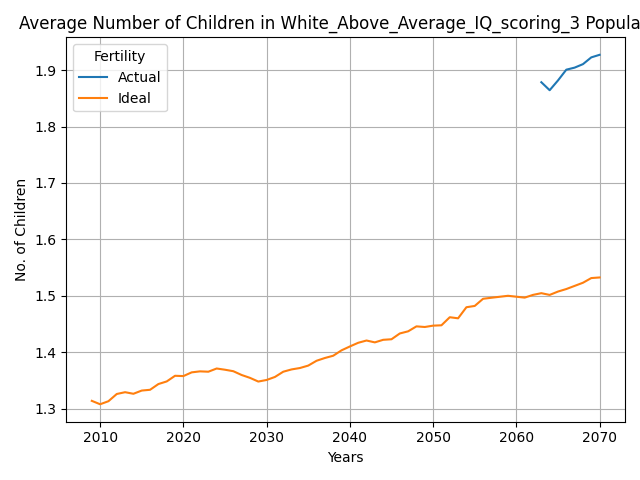 Average Number of Children in White_Above_Average_IQ_scoring_3 Popula
Fertility
Actual
Ideal
1.9
1.8
1.7
1.6
1.5
1.4
1.3
No. of Children
2010 2020 2030 2040 2050 2060 2070
Years